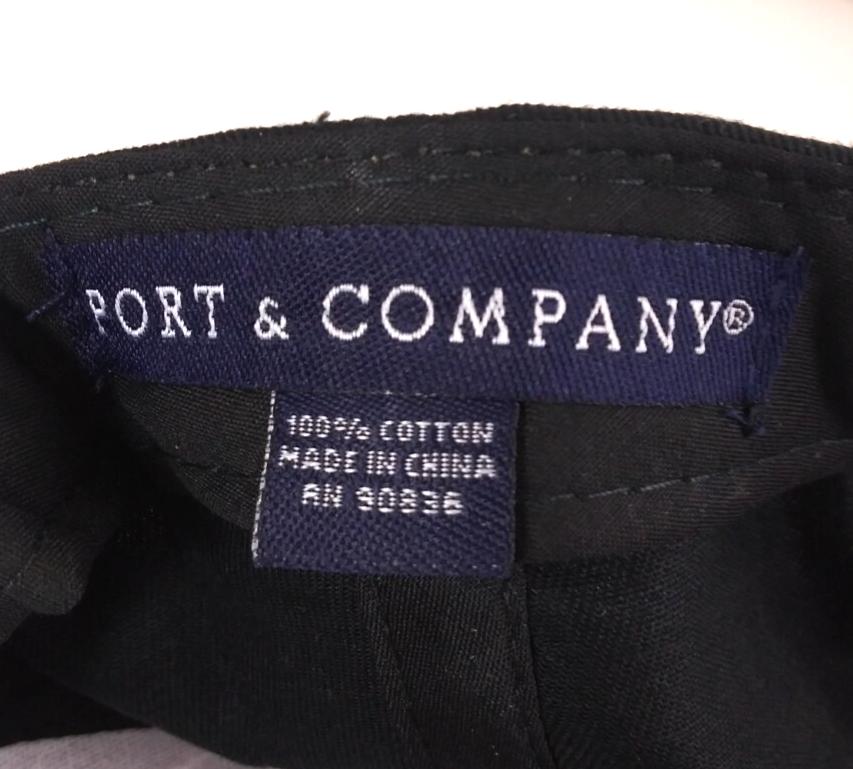 PORT & COMPANY®
100% COTTON
MADE IN CHINA
RN 90836